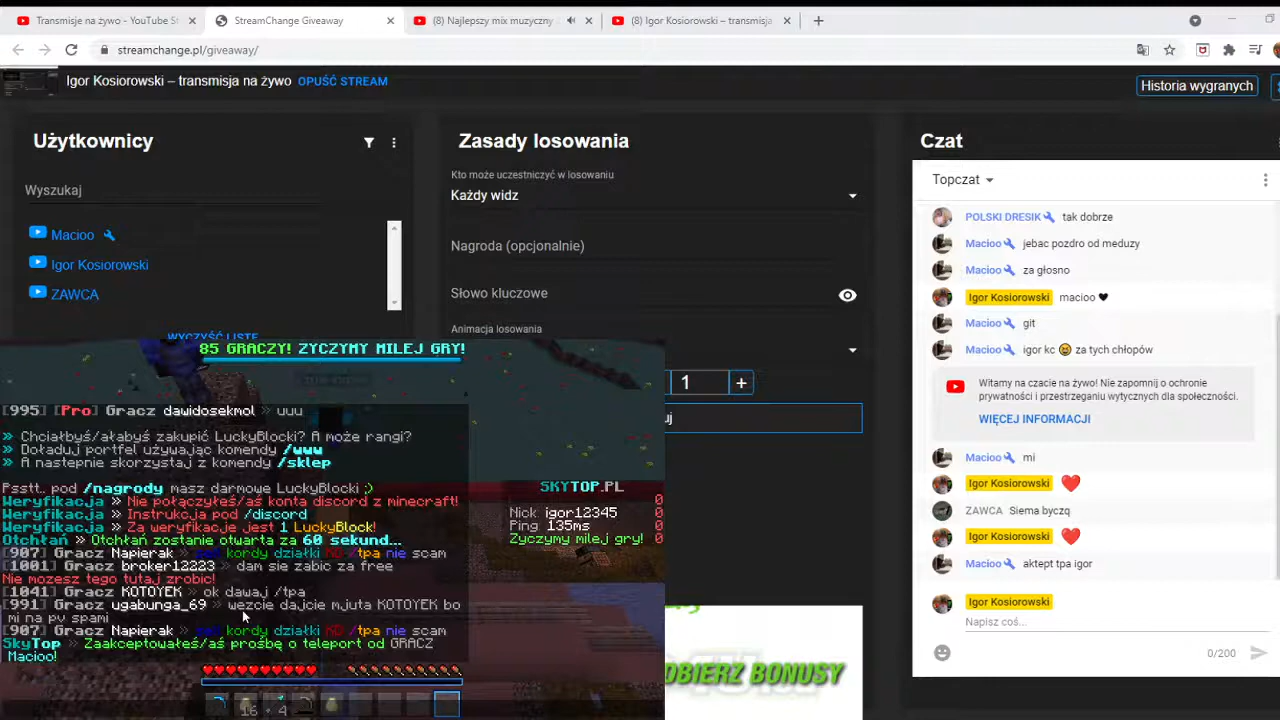 Transmisje na żywo - YouTube St
StreamChange Giveaway
(8) Najlepszy mix muzyczny
(8) Igor Kosiorowski – transmisja
streamchange.pl/giveaway/
Igor Kosiorowski – transmisja na żywo OPUŚĆ STREAM
Historia wygranych
Użytkownicy
Wyszukaj
Macioo
Igor Kosiorowski
ZAWCA
WYCZYŚĆ LISTĘ
Zasady losowania
Kto może uczestniczyć w losowaniu
Każdy widz
Nagroda (opcjonalnie)
Słowo kluczowe
Animacja losowania
1 +
uj
Czat
Topczat
POLSKI DRESIK tak dobrze
Macioo jebac pozdro od meduzy
Macioo za głosno
Igor Kosiorowski macioo
Macioo git
Macioo igor kc za tych chłopów
Witamy na czacie na żywo! Nie zapomnij o ochronie
prywatności i przestrzeganiu wytycznych dla społeczności.
WIĘCEJ INFORMACJI
Macioo mi
Igor Kosiorowski
ZAWCA Siema byczq
Igor Kosiorowski
Macioo aktept tpa igor
Igor Kosiorowski
Napisz coś...
0/200
85 GRACZY! ZYCZYMY MILEJ GRY!
[995] [Pro] Gracz dawidosekmol » uuu
» Chciałbyś/ałabyś zakupić LuckyBlocki? A może rangi?
» Doładuj portfel używając komendy /wuw
» A nastepnie skorzystaj z komendy /sklep
Psstt, pod /nagrody masz darmowe LuckyBlocki ;)
Weryfikacja » Nie połączyłeś/aś konta discord z minecraft!
Weryfikacja » Instrukcja pod /discord
Weryfikacja » Za weryfikacje jest 1 LuckyBlock!
Otchłań » Otchłań zostanie otwarta za 60 sekund...
[907] Gracz Napierak » kordy działki /tpa nie scam
[1001] Gracz broker12223 » dam sie zabic za free
Nie mozesz tego tutaj zrobic!
[1041] Gracz KOTOYEK » ok dawaj /tpa
[991] Gracz ugabunga_69 » wezcie dajcie mjuta KOTOYEK bo
mi na pv spami
[907] Gracz Napierak » kordy działki /tpa nie scam
SkyTop » Zaakceptowałeś/aś prośbę o teleport od GRACZ
Macioo!
16 4
SKYTOP.PL
Nick: igor12345 0
Ping: 135ms 0
Zyczymy milej gry! 0
ODBIERZ BONUSY